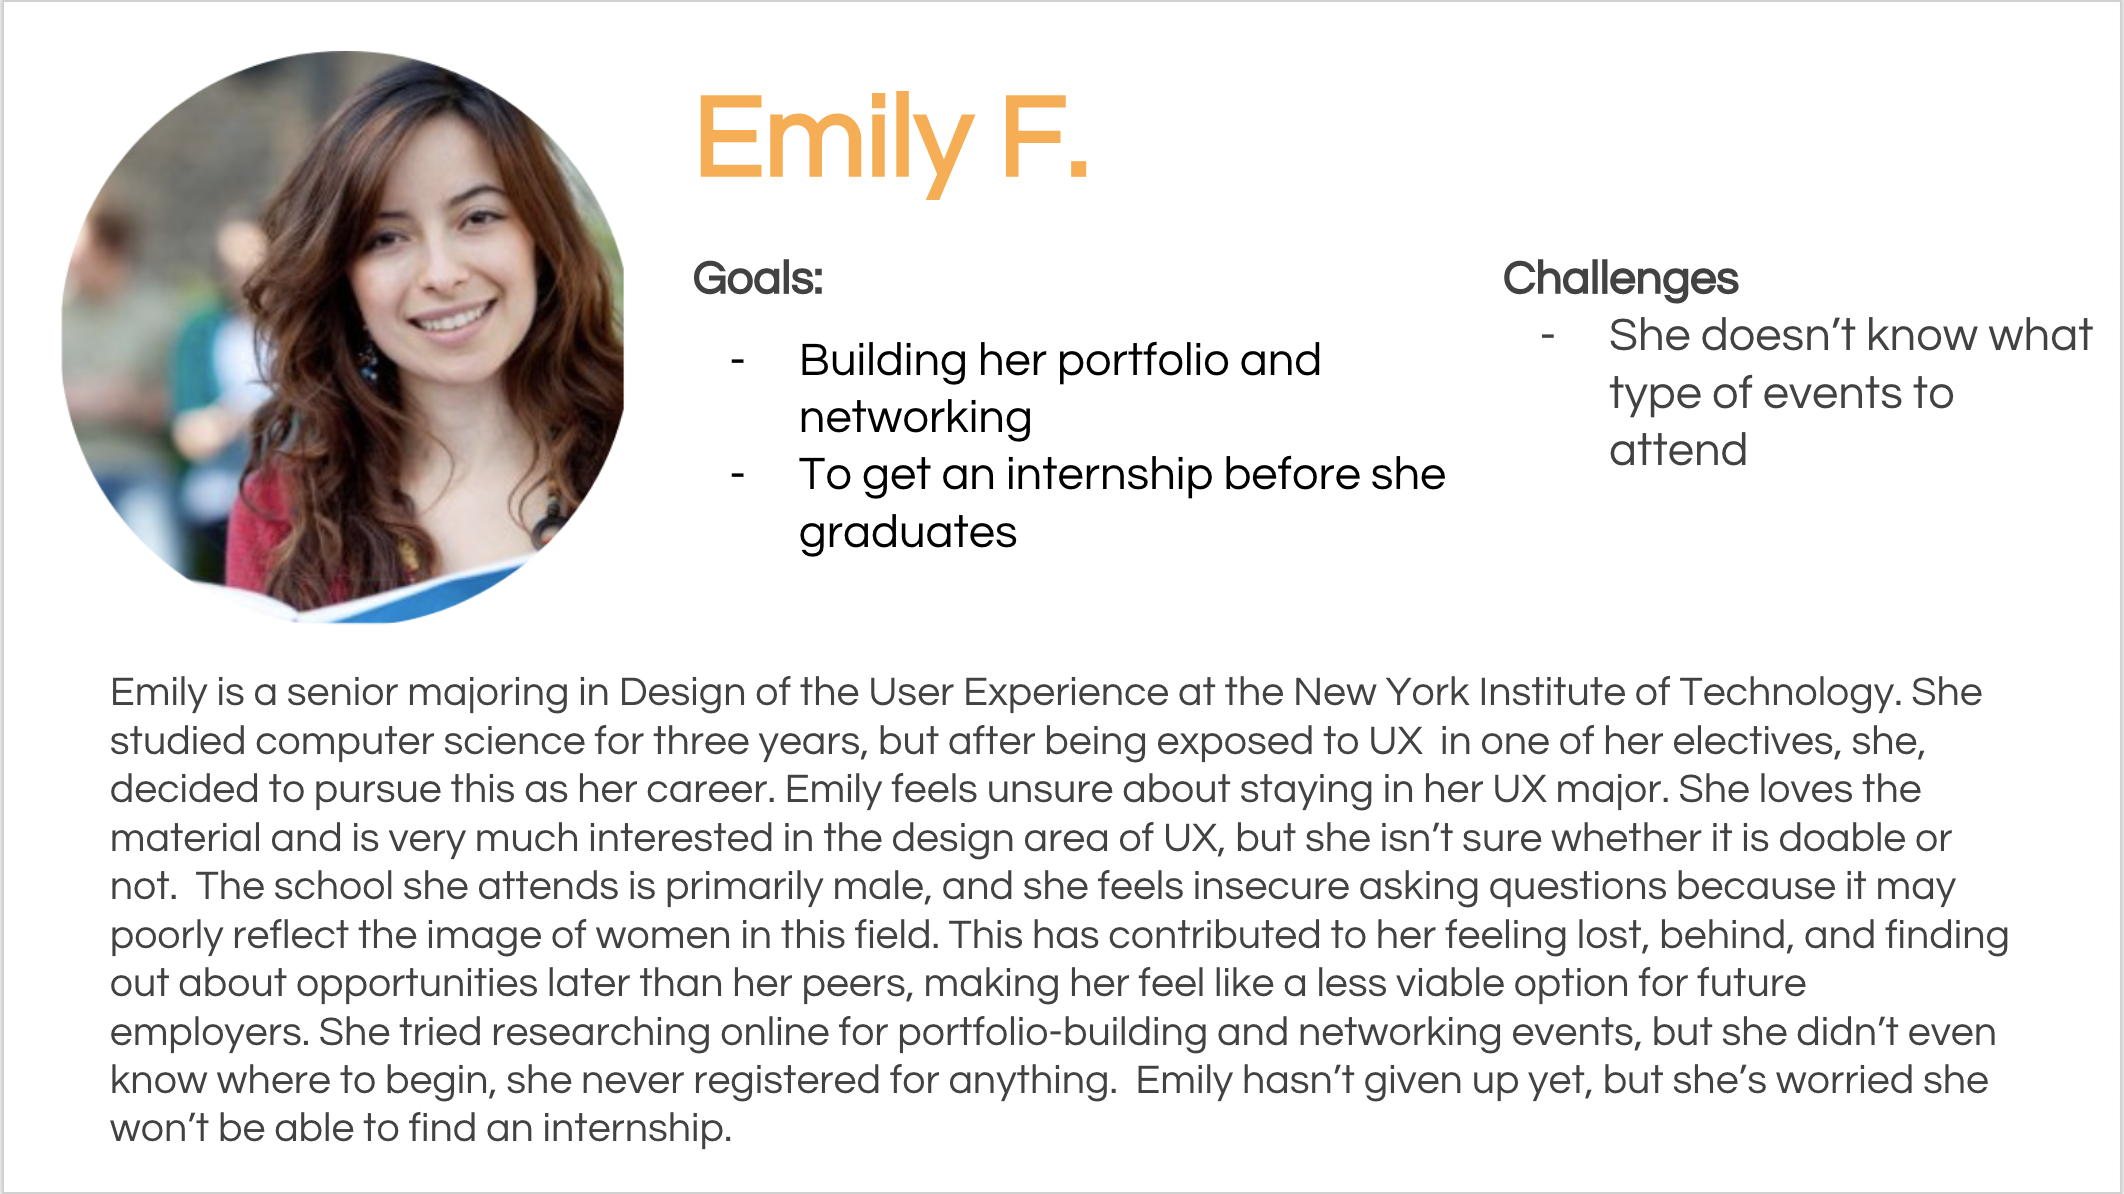 Emily F.
Goals:
- Building her portfolio and
networking
- To get an internship before she
graduates
Challenges
- She doesn’t know what
type of events to
attend
Emily is a senior majoring in Design of the User Experience at the New York Institute of Technology. She
studied computer science for three years, but after being exposed to UX  in one of her electives, she,
decided to pursue this as her career. Emily feels unsure about staying in her UX major. She loves the
material and is very much interested in the design area of UX, but she isn’t sure whether it is doable or
not.  The school she attends is primarily male, and she feels insecure asking questions because it may
poorly reflect the image of women in this field. This has contributed to her feeling lost, behind, and finding
out about opportunities later than her peers, making her feel like a less viable option for future
employers. She tried researching online for portfolio-building and networking events, but she didn’t even
know where to begin, she never registered for anything.  Emily hasn’t given up yet, but she’s worried she
won’t be able to find an internship.